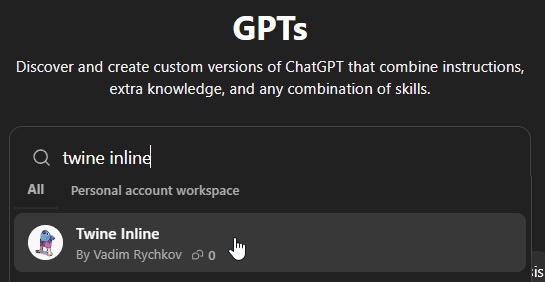 GPTs
Discover and create custom versions of ChatGPT that combine instructions,
extra knowledge, and any combination of skills.
twine inline
All Personal account workspace
Twine Inline
By Vadim Rychkov 0